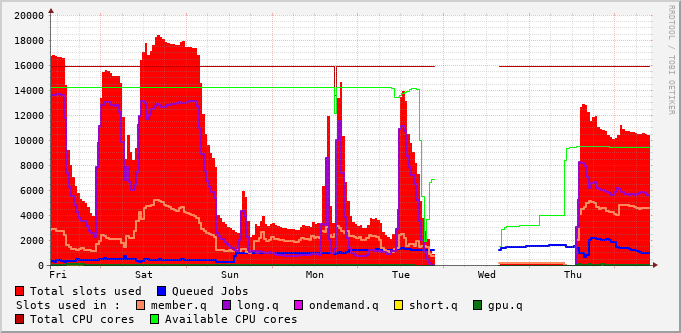 20000
18000
16000
14000
12000
10000
8000
6000
4000
2000
0
Fri Sat Sun Mon Tue Wed Thu
RRDTOOL / TOBI OETIKER
Total slots used Queued Jobs
Slots used in : member.q long.q ondemand.q short.q gpu.q
Total CPU cores Available CPU cores